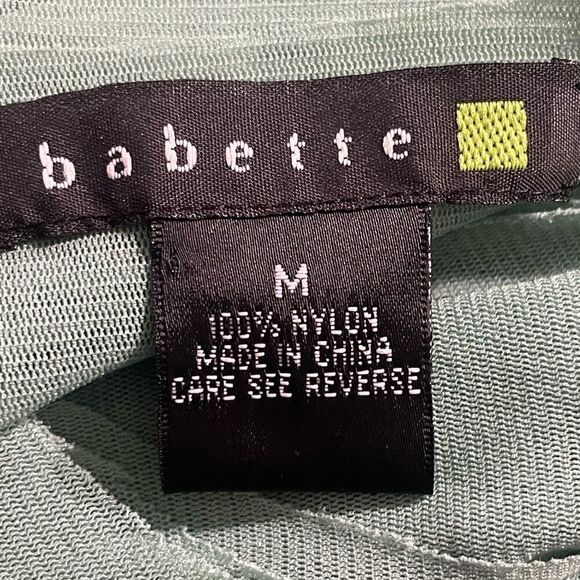 babette
M
100% NYLON
MADE IN CHINA
CARE SEE REVERSE